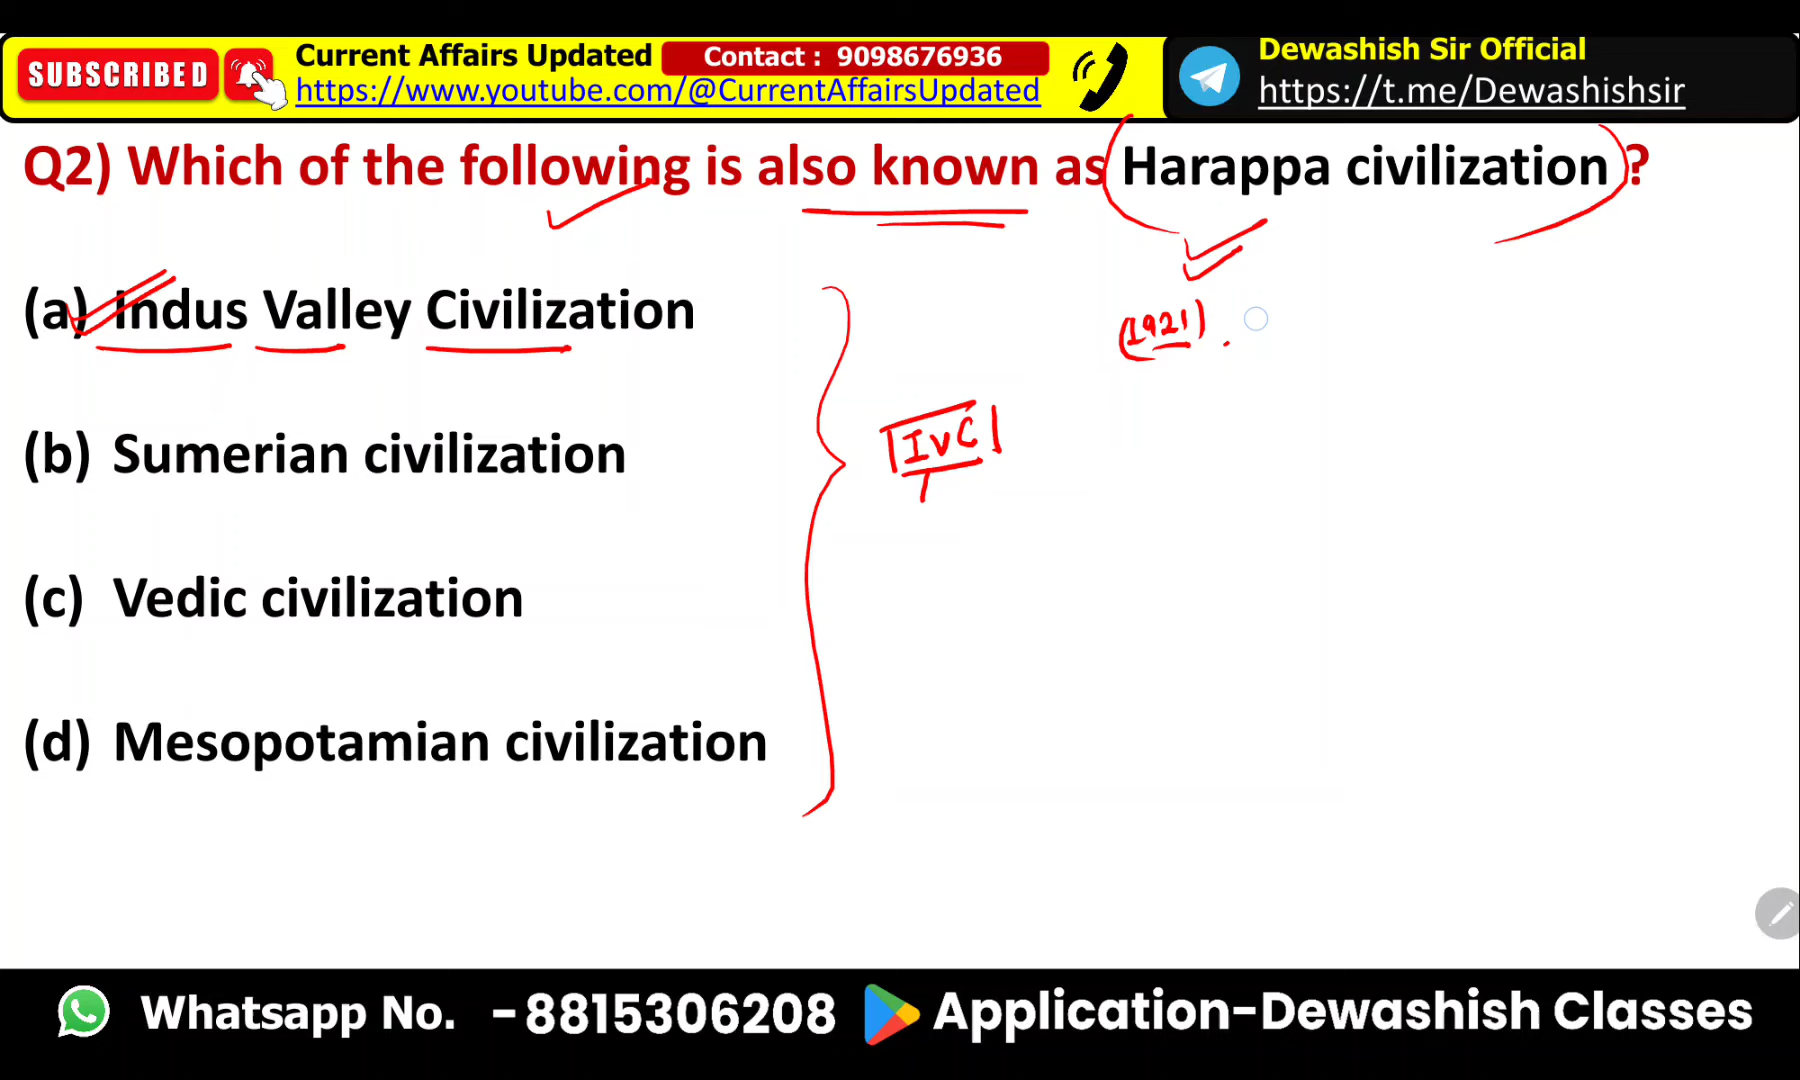 SUBSCRIBED
Current Affairs Updated
Contact : 9098676936
https://www.youtube.com/@CurrentAffairsUpdated
Dewashish Sir Official
https://t.me/Dewashishsir
Q2) Which of the following is also known as Harappa civilization ?
(a) Indus Valley Civilization
(1921)
(b) Sumerian civilization
IVC
(c) Vedic civilization
(d) Mesopotamian civilization
Whatsapp No. -8815306208
Application-Dewashish Classes